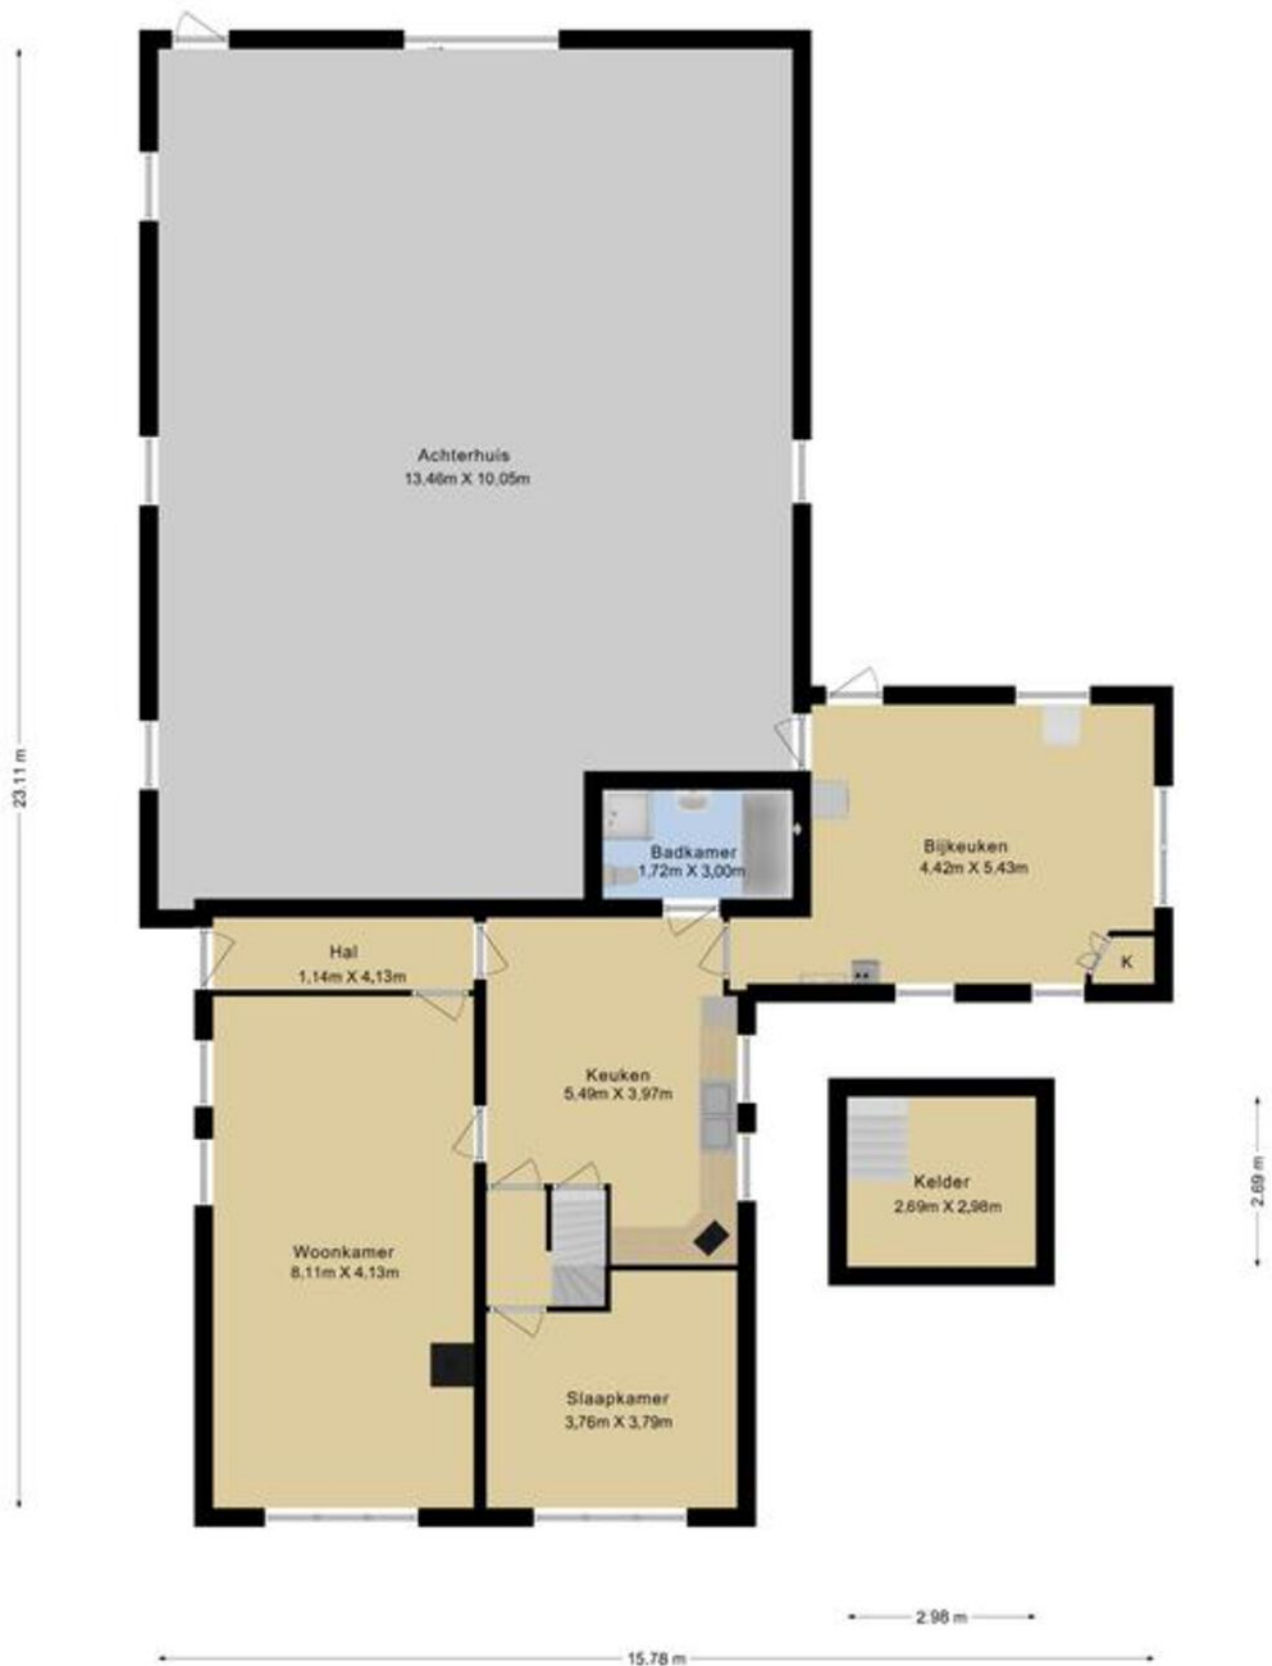 Achterhuis
13,46m X 10,05m
23.11 m
Badkamer
1,72m X 3,00m
Bijkeuken
4,42m X 5,43m
Hal
1,14m X 4,13m
K
Keuken
5,49m X 3,97m
Kelder
2,69m X 2,98m
2.69 m
Woonkamer
8,11m X 4,13m
Slaapkamer
3,76m X 3,79m
2.98 m
15.78 m